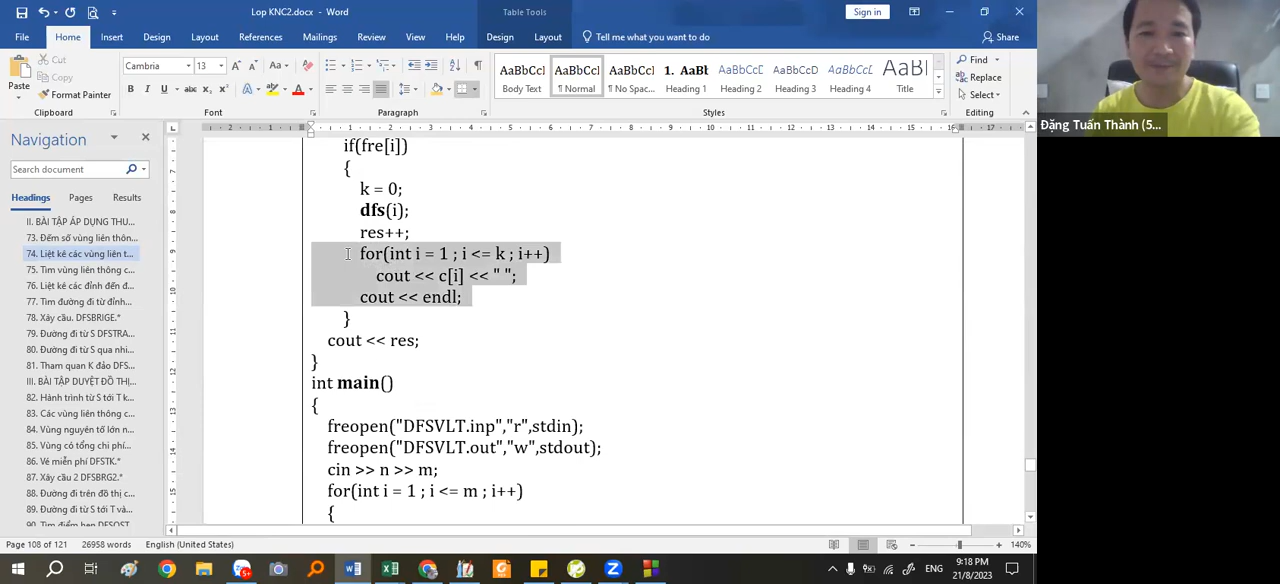 Lop KNC2.docx - Word
Table Tools
Sign in
File
Home
Insert
Design
Layout
References
Mailings
Review
View
Help
Design
Layout
Tell me what you want to do
Share
Paste
Cut
Copy
Format Painter
Clipboard
Cambria
13
Font
Paragraph
AaBbCcI
Body Text
AaBbCcI
¶ Normal
AaBbCcI
¶ No Spac...
1. AaBb
Heading 1
AaBbCcI
Heading 2
AaBbCcD
Heading 3
AaBbCcI
Heading 4
AaBl
Title
Styles
Find
Replace
Select
Editing
Đặng Tuấn Thành (5...
Navigation
Search document
Headings
Pages
Results
II. BÀI TẬP ÁP DỤNG THU...
73. Đếm số vùng liên thôn...
74. Liệt kê các vùng liên t...
75. Tìm vùng liên thông c...
76. Liệt kê các đỉnh đến đ...
77. Tìm đường đi từ đỉnh...
78. Xây cầu. DFSBRIGE.*
79. Đường đi từ S DFSTRA...
80. Đường đi từ S qua nhi...
81. Tham quan K đảo DFS...
III. BÀI TẬP DUYỆT ĐỒ THỊ...
82. Hành trình từ S tới T k...
83. Các vùng liên thông c...
84. Vùng nguyên tố lớn n...
85. Vùng có tổng chi phí...
86. Vé miễn phí DFSTK.*
87. Xây cầu 2 DFSBRG2.*
88. Đường đi trên đồ thị c...
89. Đường đi từ S tới T và...
90. Tìm điểm hẹn DFSOST...
if(fre[i])
{
k = 0;
dfs(i);
res++;
for(int i = 1 ; i <= k ; i++)
cout << c[i] << " ";
cout << endl;
}
cout << res;
}
int main()
{
freopen("DFSVLT.inp","r",stdin);
freopen("DFSVLT.out","w",stdout);
cin >> n >> m;
for(int i = 1 ; i <= m ; i++)
{
Page 108 of 121
26958 words
English (United States)
140%
ENG
9:18 PM
21/8/2023